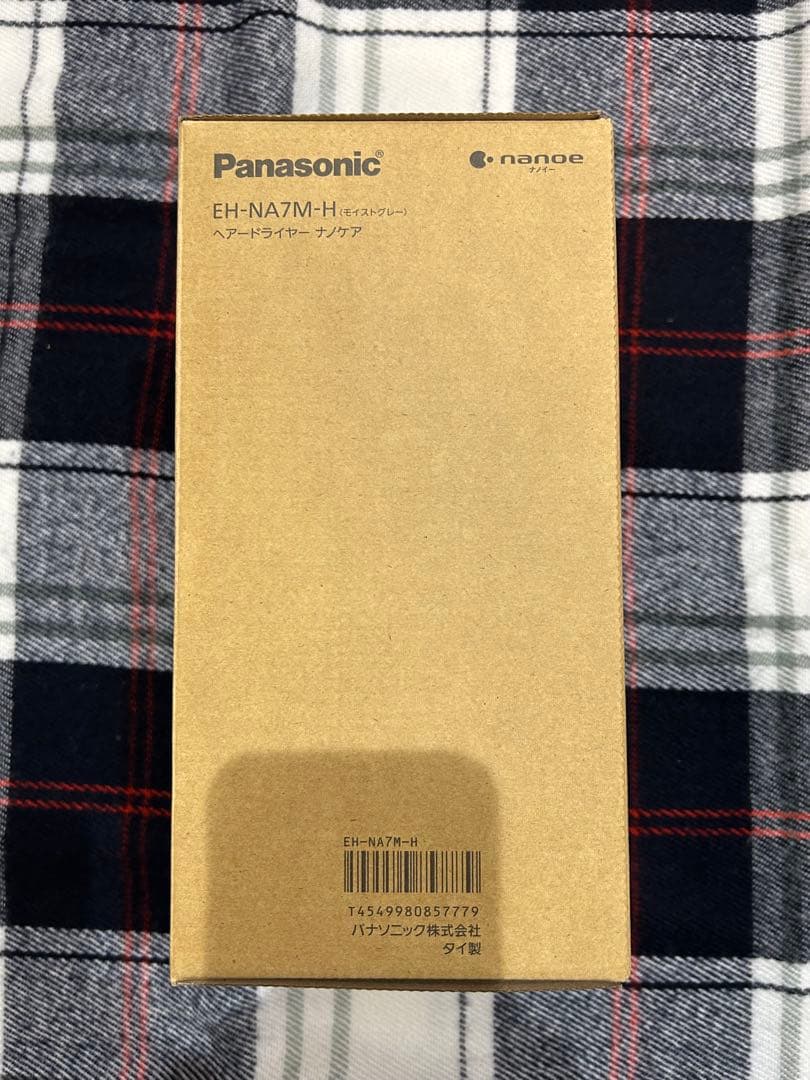 Panasonic®
nanoe
ナノイー
EH-NA7M-H(モイストグレー)
ヘアードライヤー ナノケア
EH-NA7M-H
T4549980857779
パナソニック株式会社
タイ製